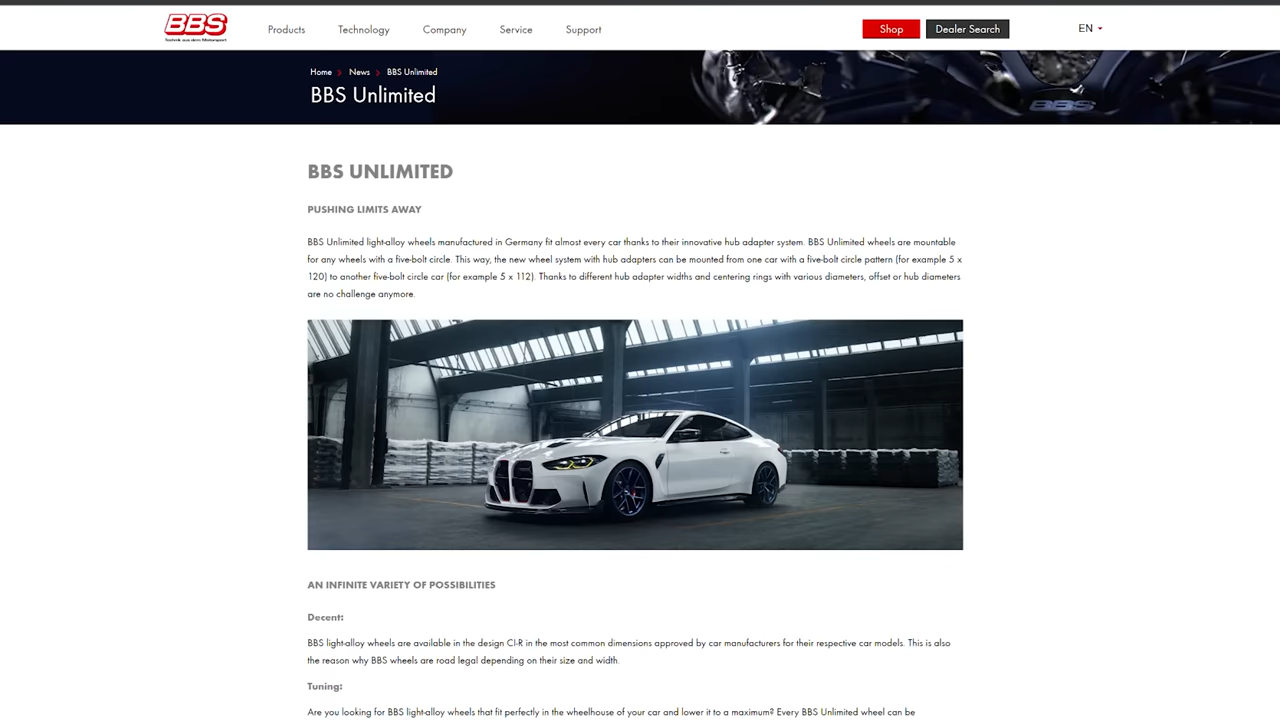 BBS
Technik aus dem Motorsport
Products Technology Company Service Support
Shop Dealer Search EN
Home News BBS Unlimited
BBS Unlimited
BBS
BBS UNLIMITED
PUSHING LIMITS AWAY
BBS Unlimited light-alloy wheels manufactured in Germany fit almost every car thanks to their innovative hub adapter system. BBS Unlimited wheels are mountable
for any wheels with a five-bolt circle. This way, the new wheel system with hub adapters can be mounted from one car with a five-bolt circle pattern (for example 5 x
120) to another five-bolt circle car (for example 5 x 112). Thanks to different hub adapter widths and centering rings with various diameters, offset or hub diameters
are no challenge anymore.
AN INFINITE VARIETY OF POSSIBILITIES
Decent:
BBS light-alloy wheels are available in the design CI-R in the most common dimensions approved by car manufacturers for their respective car models. This is also
the reason why BBS wheels are road legal depending on their size and width.
Tuning:
Are you looking for BBS light-alloy wheels that fit perfectly in the wheelhouse of your car and lower it to a maximum? Every BBS Unlimited wheel can be